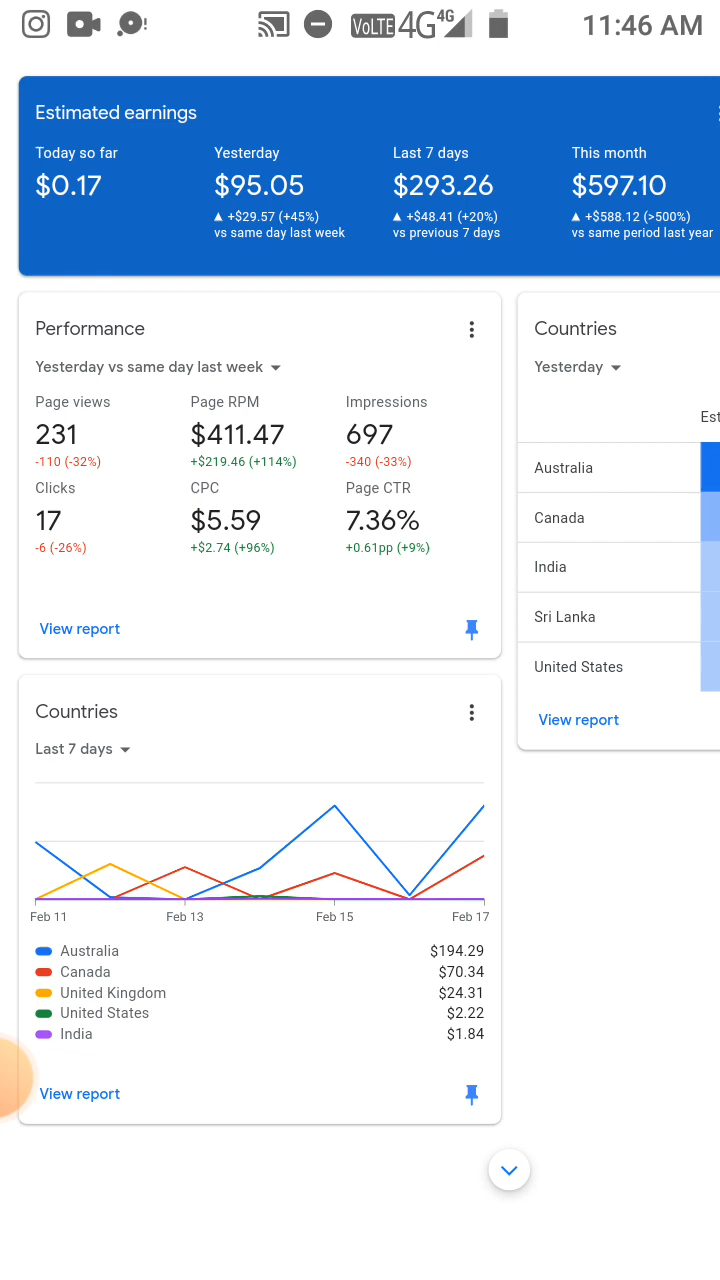 VoLTE 4G 4G 11:46 AM
Estimated earnings
Today so far
$0.17
Yesterday
$95.05
+$29.57 (+45%)
vs same day last week
Last 7 days
$293.26
+$48.41 (+20%)
vs previous 7 days
This month
$597.10
+$588.12 (>500%)
vs same period last year
Performance
Yesterday vs same day last week
Page views
231
-110 (-32%)
Page RPM
$411.47
+$219.46 (+114%)
Impressions
697
-340 (-33%)
Clicks
17
-6 (-26%)
CPC
$5.59
+$2.74 (+96%)
Page CTR
7.36%
+0.61pp (+9%)
View report
Countries
Yesterday
Est
Australia
Canada
India
Sri Lanka
United States
View report
Countries
Last 7 days
Feb 11 Feb 13 Feb 15 Feb 17
Australia $194.29
Canada $70.34
United Kingdom $24.31
United States $2.22
India $1.84
View report